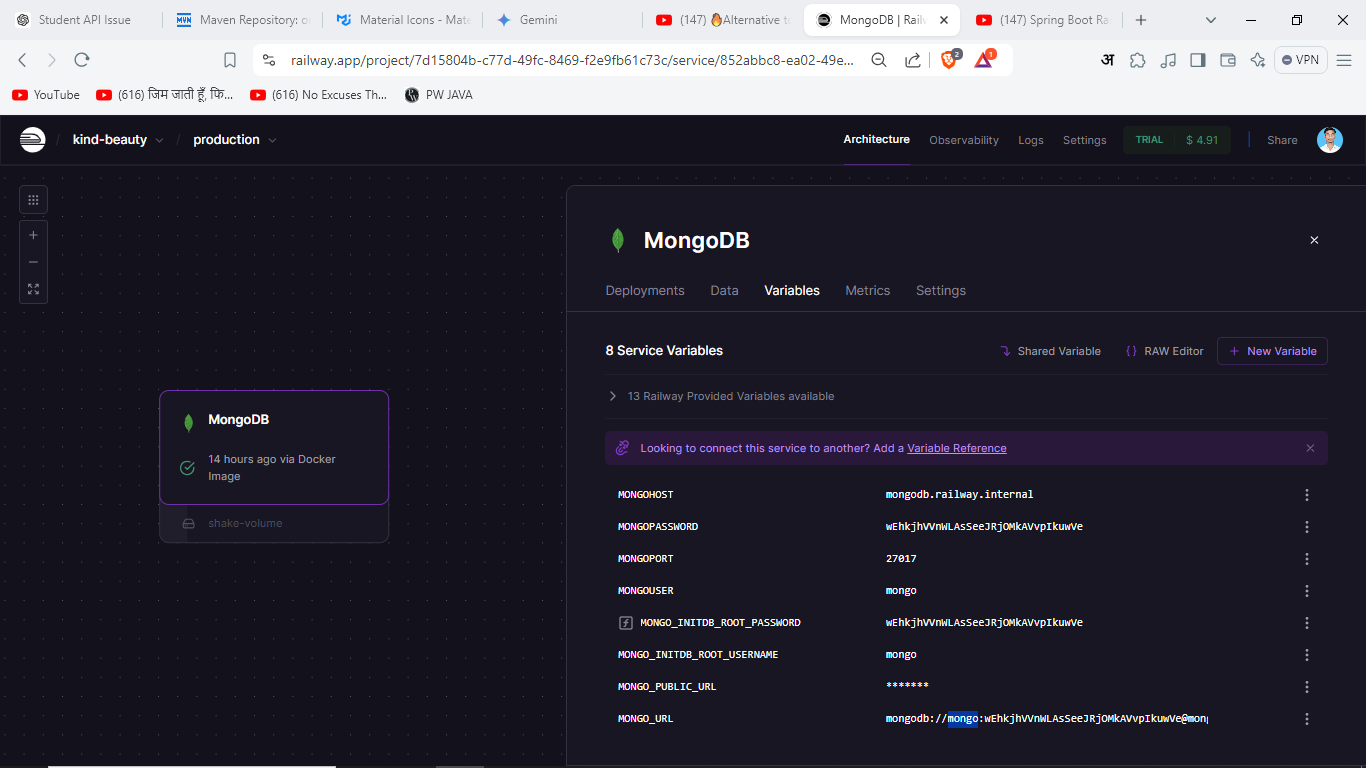 Student API Issue
Maven Repository: o
Material Icons - Mate
Gemini
(147) 🔥Alternative to
MongoDB | Railw
(147) Spring Boot Ra
railway.app/project/7d15804b-c77d-49fc-8469-f2e9fb61c73c/service/852abbc8-ea02-49e...
2
1
अ
VPN
YouTube
(616) जिम जाती हूँ, फि...
(616) No Excuses Th...
PW JAVA
/ kind-beauty / production
Architecture
Observability
Logs
Settings
TRIAL $ 4.91
Share
MongoDB
Deployments
Data
Variables
Metrics
Settings
8 Service Variables
Shared Variable
{} RAW Editor
+ New Variable
13 Railway Provided Variables available
Looking to connect this service to another? Add a Variable Reference
MONGOHOST mongodb.railway.internal
MONGOPASSWORD wEhkjhVVnWLAsSeeJRjOMkAVvpIkuwVe
MONGOPORT 27017
MONGOUSER mongo
MONGO_INITDB_ROOT_PASSWORD wEhkjhVVnWLAsSeeJRjOMkAVvpIkuwVe
MONGO_INITDB_ROOT_USERNAME mongo
MONGO_PUBLIC_URL *******
MONGO_URL mongodb://mongo:wEhkjhVVnWLAsSeeJRjOMkAVvpIkuwVe@mon
MongoDB
14 hours ago via Docker
Image
shake-volume